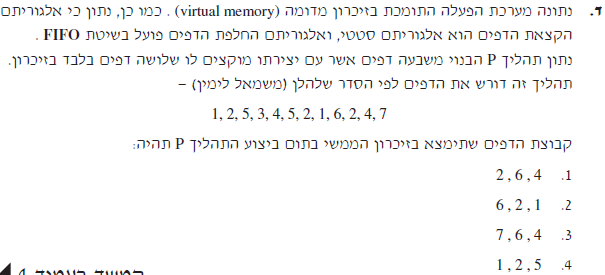 ד. נתונה מערכת הפעלה התומכת בזיכרון מדומה (virtual memory) . כמו כן, נתון כי אלגוריתם
הקצאת הדפים הוא אלגוריתם סטטי, ואלגוריתם החלפת הדפים פועל בשיטת FIFO .
נתון תהליך P הבנוי משבעה דפים אשר עם יצירתו מוקצים לו שלושה דפים בלבד בזיכרון.
תהליך זה דורש את הדפים לפי הסדר שלהלן (משמאל לימין) –
1, 2, 5, 3, 4, 5, 2, 1, 6, 2, 4, 7
קבוצת הדפים שתימצא בזיכרון הממשי בתום ביצוע התהליך P תהיה:
1. 2 , 6 , 4
2. 6 , 2 , 1
3. 7 , 6 , 4
4. 1 , 2 , 5
המשך בעמוד 4